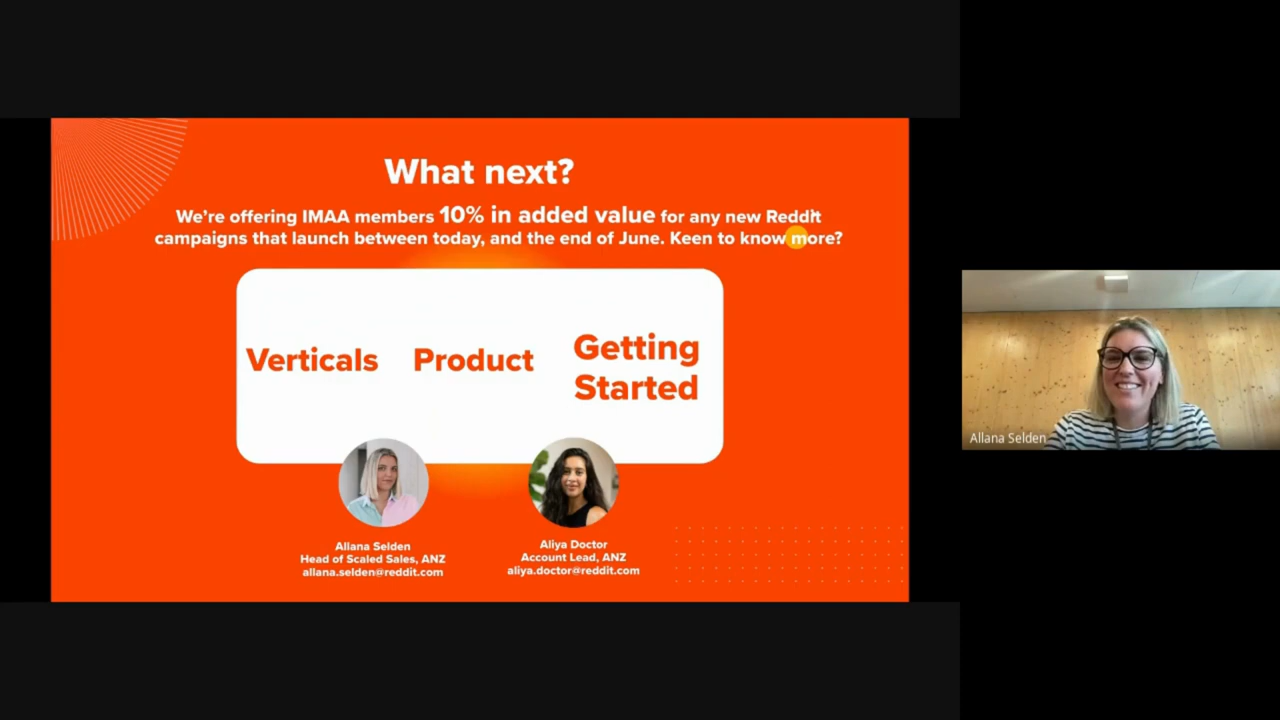 What next?
We're offering IMAA members 10% in added value for any new Reddit
campaigns that launch between today, and the end of June. Keen to know more?
Verticals
Product
Getting
Started
Allana Selden
Head of Scaled Sales, ANZ
allana.selden@reddit.com
Aliya Doctor
Account Lead, ANZ
aliya.doctor@reddit.com
Allana Selden